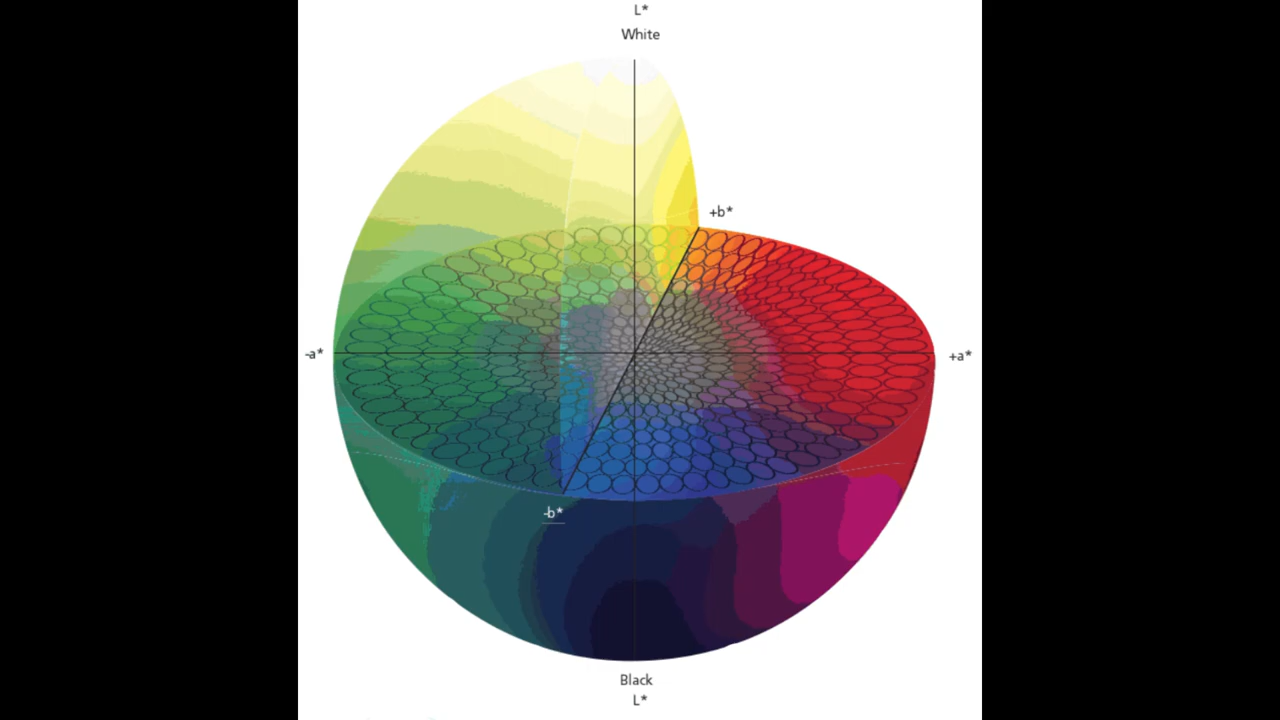 L*
White
+b*
-a*
+a*
-b*
Black
L*